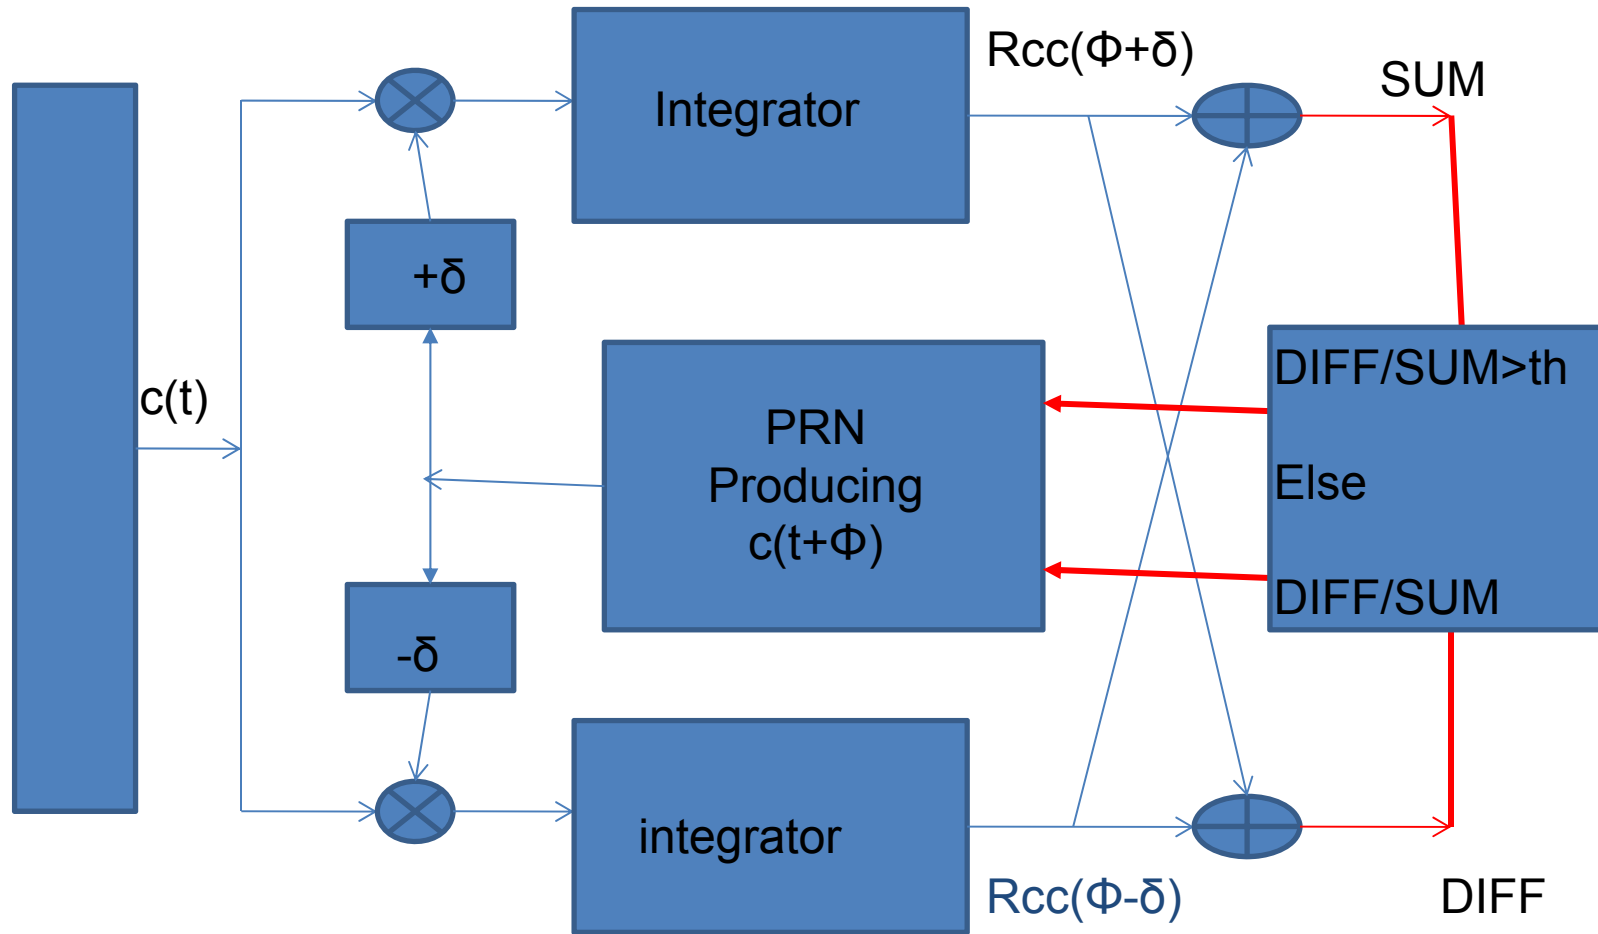 Rcc(Φ+δ)
SUM
Integrator
+δ
c(t)
DIFF/SUM>th
PRN
Producing
c(t+Φ)
Else
DIFF/SUM
-δ
integrator
Rcc(Φ-δ)
DIFF